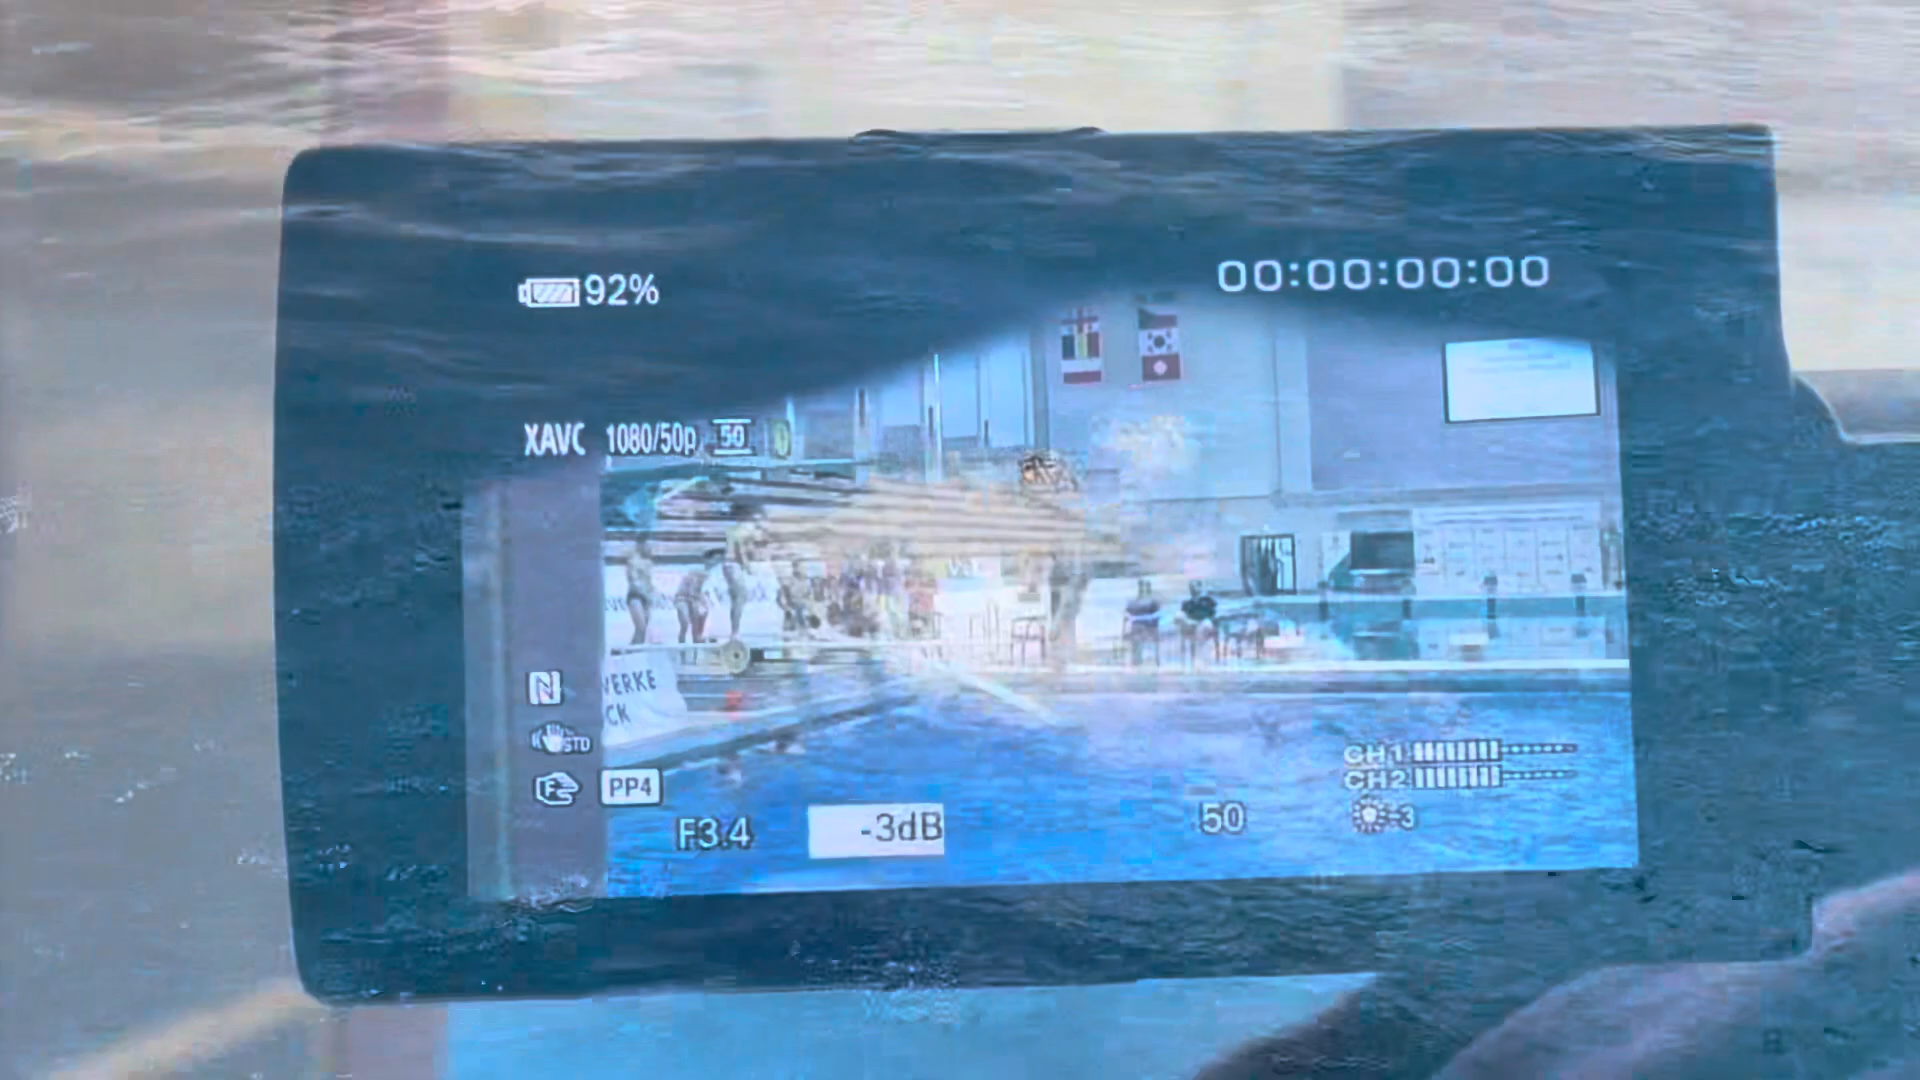 92%
00:00:00:00
XAVC 1080/50p 50
VERKE
CK
N
STD
F PP4
CH1
CH2
F3.4 -3dB 50 -3